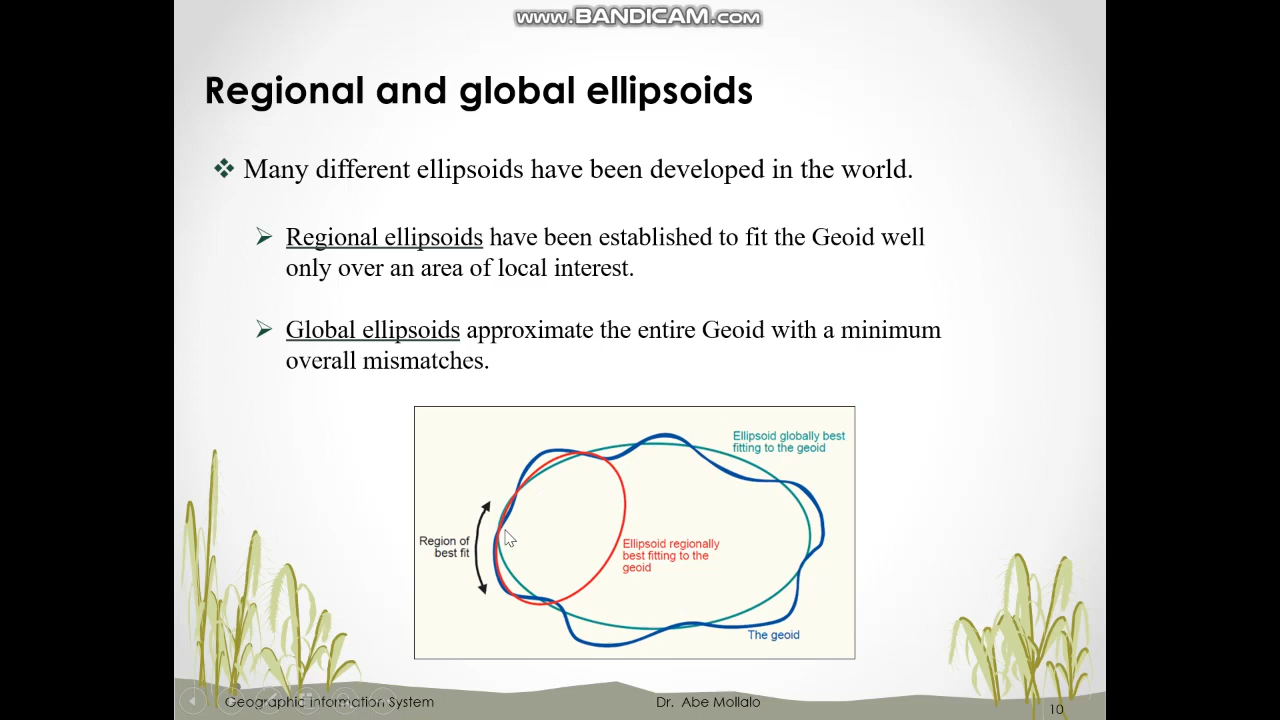 www.BANDICAM.com
Regional and global ellipsoids
Many different ellipsoids have been developed in the world.
Regional ellipsoids have been established to fit the Geoid well
only over an area of local interest.
Global ellipsoids approximate the entire Geoid with a minimum
overall mismatches.
Ellipsoid globally best
fitting to the geoid
Region of
best fit
Ellipsoid regionally
best fitting to the
geoid
The geoid
Geographic Information System
Dr. Abe Mollalo
10